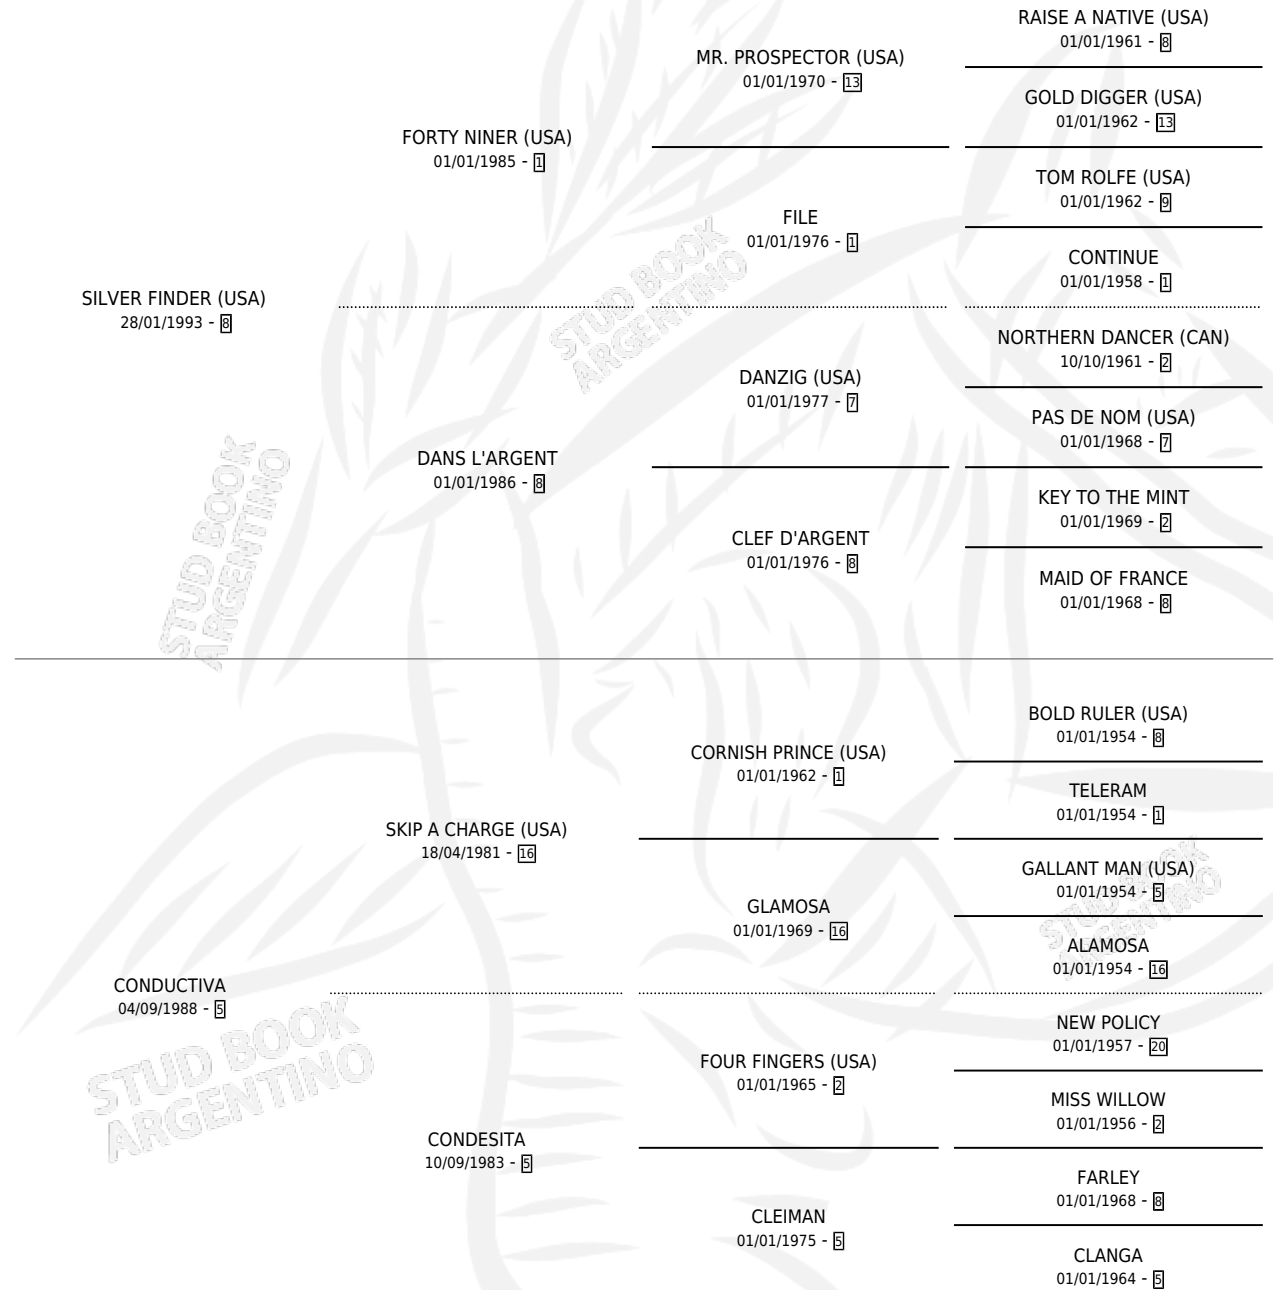 RAISE A NATIVE (USA)
01/01/1961 - 8
MR. PROSPECTOR (USA)
01/01/1970 - 13
GOLD DIGGER (USA)
01/01/1962 - 13
FORTY NINER (USA)
01/01/1985 - 1
TOM ROLFE (USA)
01/01/1962 - 9
FILE
01/01/1976 - 1
CONTINUE
01/01/1958 - 1
SILVER FINDER (USA)
28/01/1993 - 8
NORTHERN DANCER (CAN)
10/10/1961 - 2
DANZIG (USA)
01/01/1977 - 7
PAS DE NOM (USA)
01/01/1968 - 7
DANS L'ARGENT
01/01/1986 - 8
KEY TO THE MINT
01/01/1969 - 2
CLEF D'ARGENT
01/01/1976 - 8
MAID OF FRANCE
01/01/1968 - 8
BOLD RULER (USA)
01/01/1954 - 8
CORNISH PRINCE (USA)
01/01/1962 - 1
TELERAM
01/01/1954 - 1
SKIP A CHARGE (USA)
18/04/1981 - 16
GALLANT MAN (USA)
01/01/1954 - 5
GLAMOSA
01/01/1969 - 16
ALAMOSA
01/01/1954 - 16
CONDUCTIVA
04/09/1988 - 5
NEW POLICY
01/01/1957 - 20
FOUR FINGERS (USA)
01/01/1965 - 2
MISS WILLOW
01/01/1956 - 2
CONDESITA
10/09/1983 - 5
FARLEY
01/01/1968 - 8
CLEIMAN
01/01/1975 - 5
CLANGA
01/01/1964 - 5
STUD BOOK
ARGENTINO
STUD BOOK
ARGENTINO
STUD BOOK
ARGENTINO
STUD BOOK
ARGENTINO